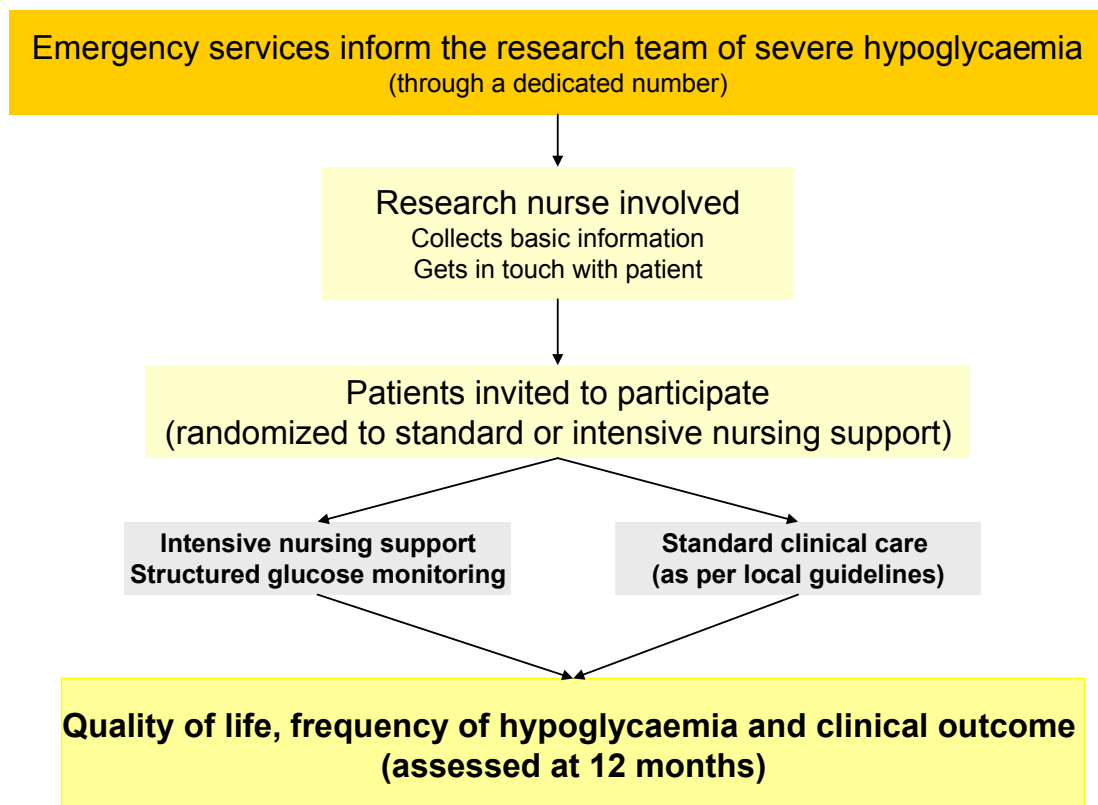 Emergency services inform the research team of severe hypoglycaemia
(through a dedicated number)
Research nurse involved
Collects basic information
Gets in touch with patient
Patients invited to participate
(randomized to standard or intensive nursing support)
Intensive nursing support
Structured glucose monitoring
Standard clinical care
(as per local guidelines)
Quality of life, frequency of hypoglycaemia and clinical outcome
(assessed at 12 months)